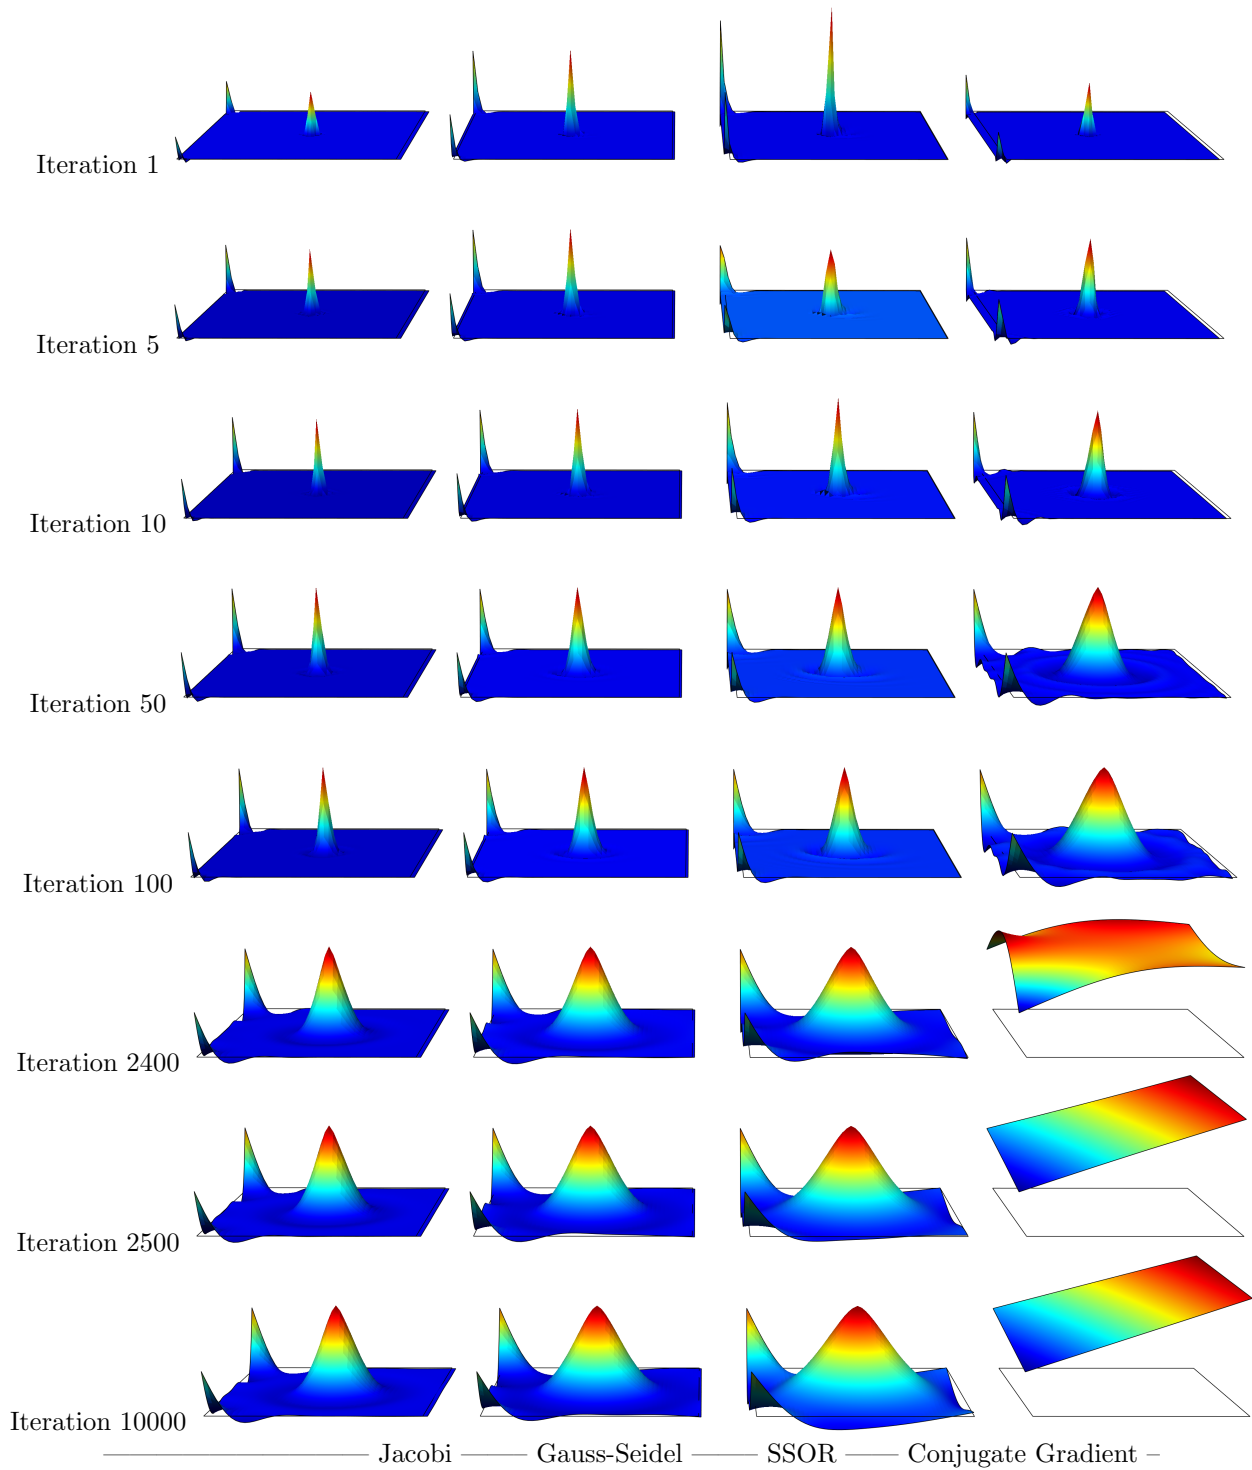 Iteration 1
Iteration 5
Iteration 10
Iteration 50
Iteration 100
Iteration 2400
Iteration 2500
Iteration 10000
Jacobi Gauss-Seidel SSOR Conjugate Gradient